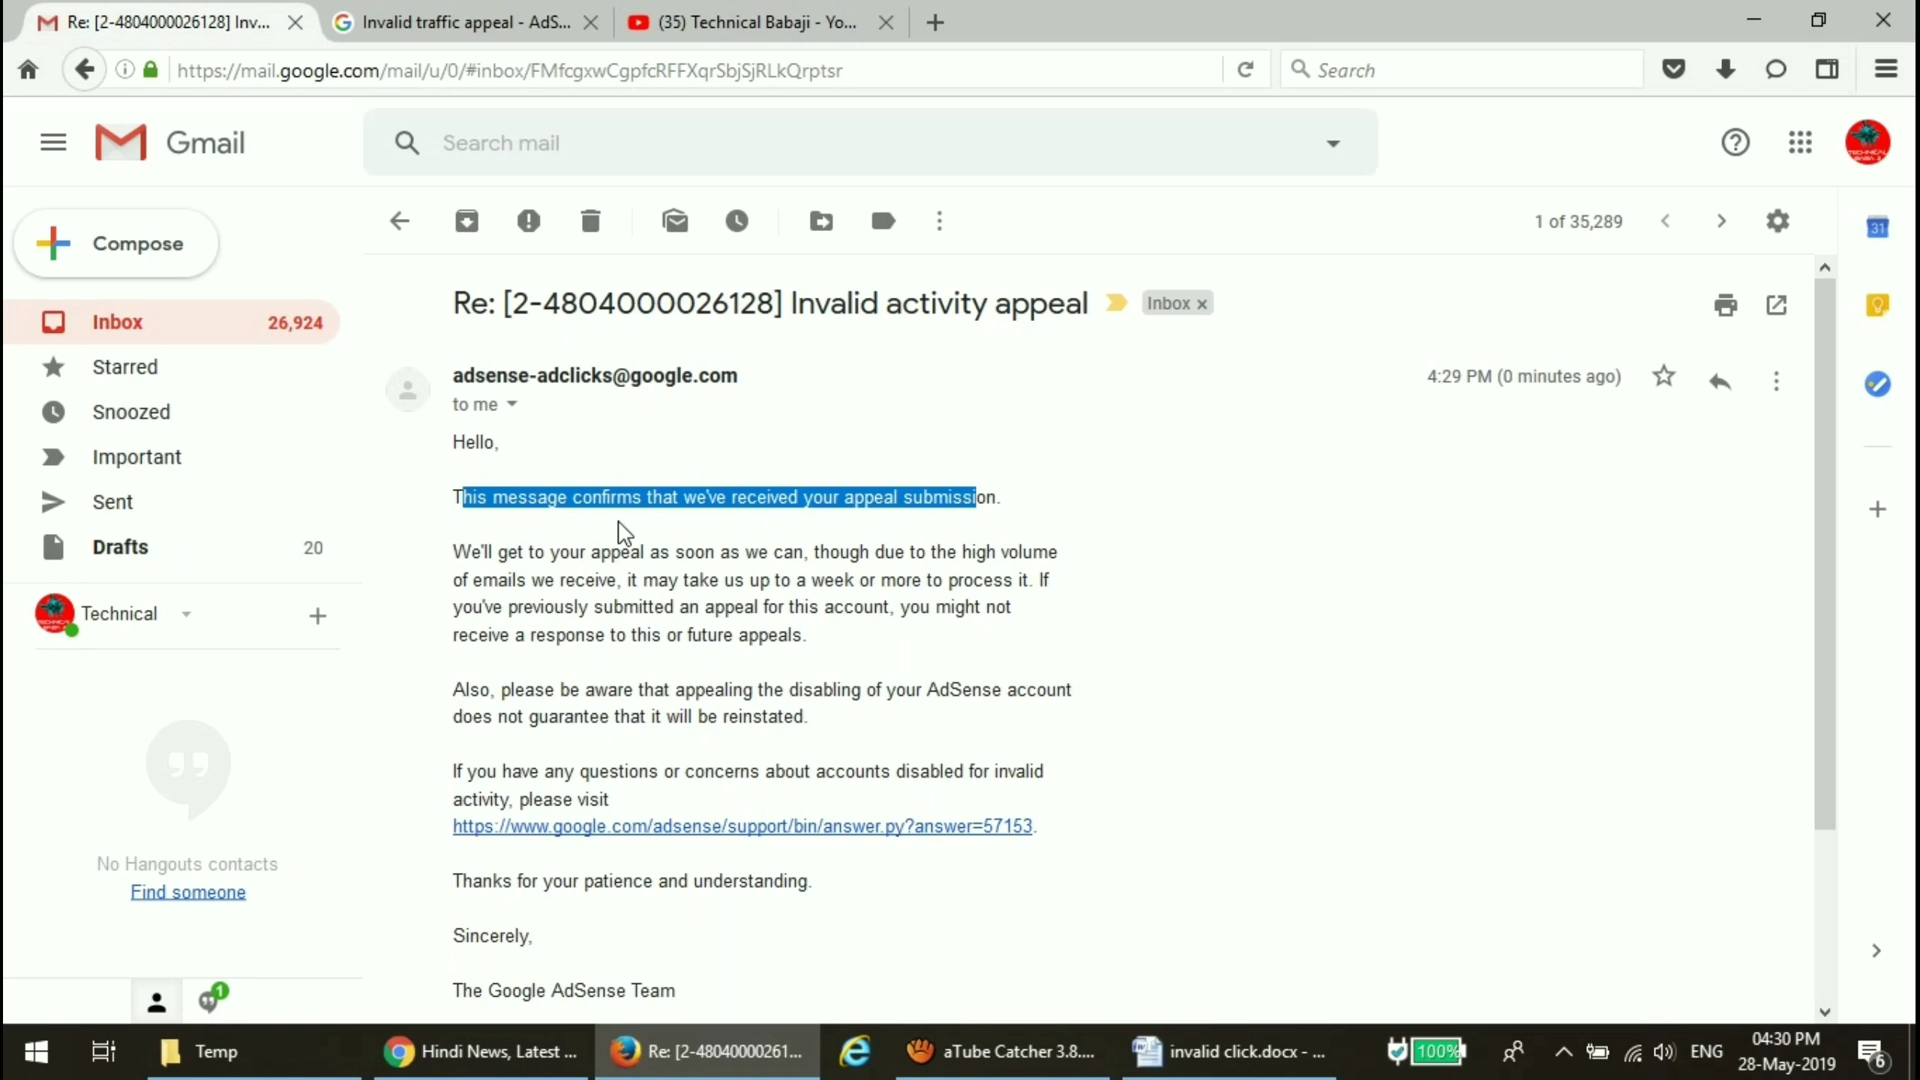 Re: [2-4804000026128] Inv...
Invalid traffic appeal - AdS...
(35) Technical Babaji - Yo...
https://mail.google.com/mail/u/0/#inbox/FMfcgxwCgpfcRFFXqrSbjSjRLkQrptsr
Search
Gmail
Search mail
Compose
1 of 35,289
31
Inbox 26,924
Starred
Snoozed
Important
Sent
Drafts 20
Technical
No Hangouts contacts
Find someone
1
Re: [2-4804000026128] Invalid activity appeal
Inbox x
adsense-adclicks@google.com
4:29 PM (0 minutes ago)
to me
Hello,
This message confirms that we've received your appeal submission.
We'll get to your appeal as soon as we can, though due to the high volume
of emails we receive, it may take us up to a week or more to process it. If
you've previously submitted an appeal for this account, you might not
receive a response to this or future appeals.
Also, please be aware that appealing the disabling of your AdSense account
does not guarantee that it will be reinstated.
If you have any questions or concerns about accounts disabled for invalid
activity, please visit
https://www.google.com/adsense/support/bin/answer.py?answer=57153.
Thanks for your patience and understanding.
Sincerely,
The Google AdSense Team
Temp
Hindi News, Latest ...
Re: [2-48040000261...
aTube Catcher 3.8....
invalid click.docx - ...
100%
ENG
04:30 PM
28-May-2019
6